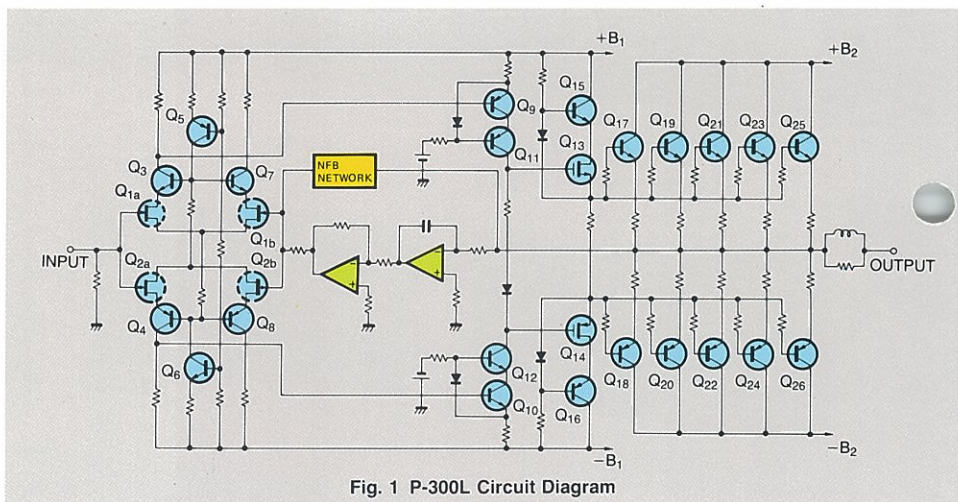 +B₁
+B₂
Q₅
Q₉
Q₁₅
Q₁₇
Q₁₉
Q₂₁
Q₂₃
Q₂₅
Q₃
Q₇
Q₁₁
Q₁₃
NFB
NETWORK
Q₁ₐ
Q₁b
INPUT
OUTPUT
Q₂ₐ
Q₂b
−
+
−
+
Q₄
Q₈
Q₁₄
Q₆
Q₁₂
Q₁₈
Q₂₀
Q₂₂
Q₂₄
Q₂₆
Q₁₀
Q₁₆
−B₁
−B₂
Fig. 1 P-300L Circuit Diagram